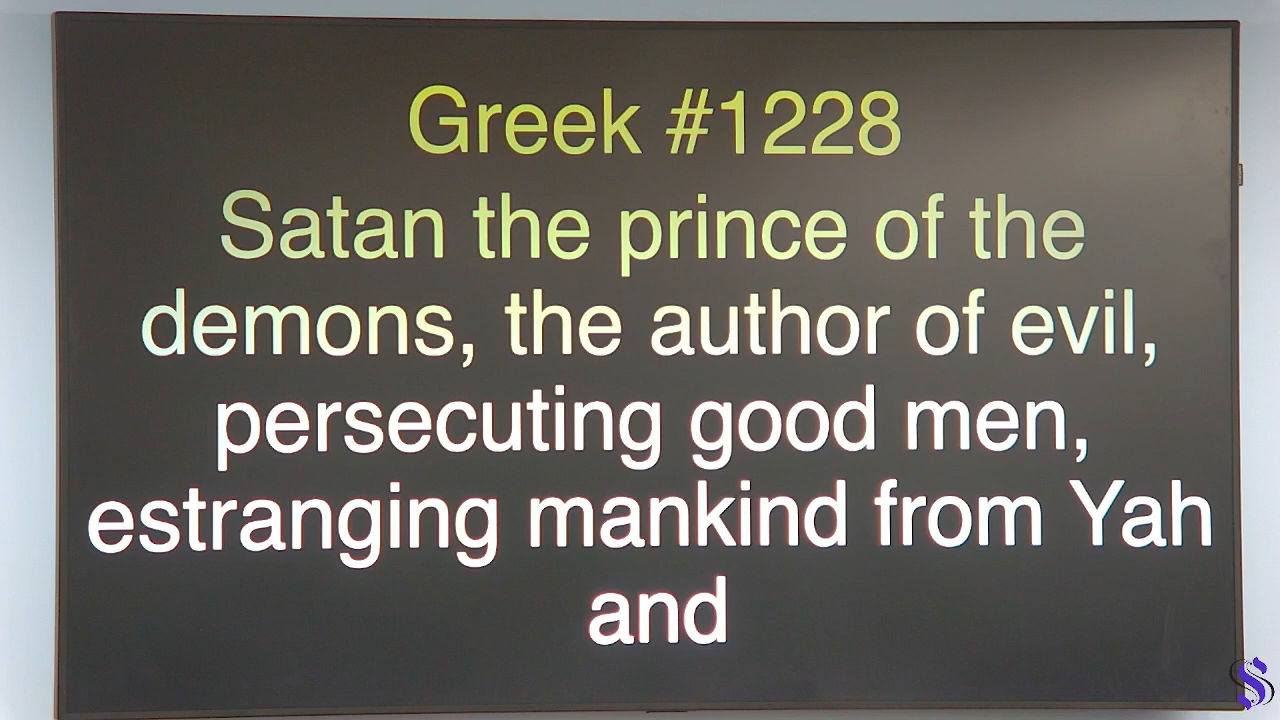 Greek #1228
Satan the prince of the
demons, the author of evil,
persecuting good men,
estranging mankind from Yah
and